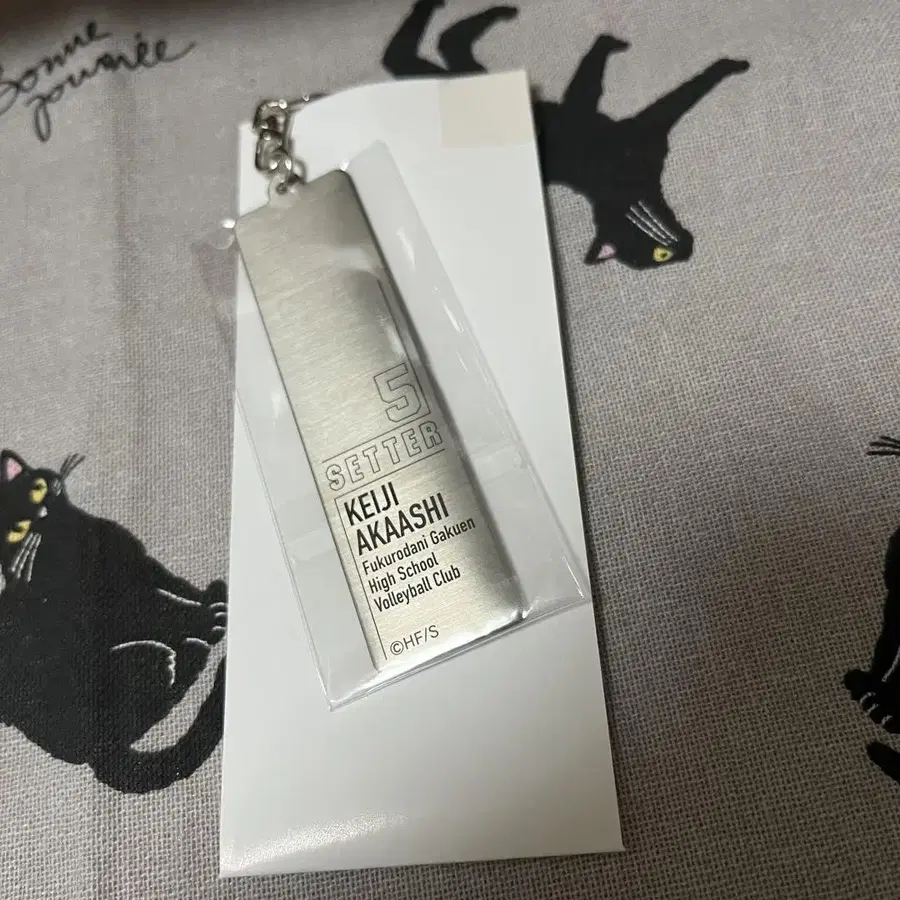 Bonne
journée
5
SETTER
KEIJI
AKAASHI
Fukurodani Gakuen
High School
Volleyball Club
©HF/S